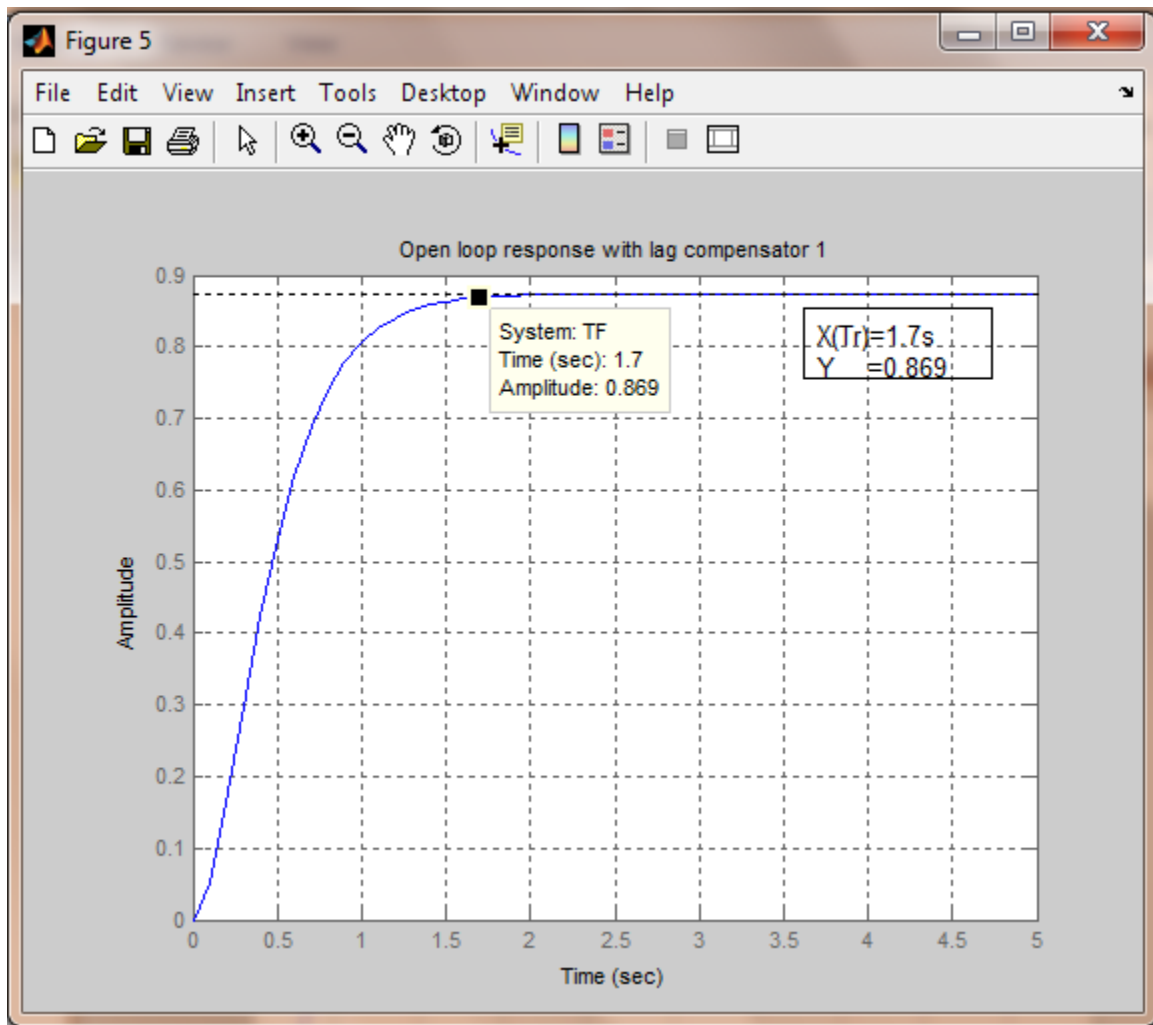 Figure 5
File Edit View Insert Tools Desktop Window Help
Open loop response with lag compensator 1
0.9
0.8
0.7
0.6
0.5
0.4
0.3
0.2
0.1
0
Amplitude
System: TF
Time (sec): 1.7
Amplitude: 0.869
X(Tr)=1.7s
Y =0.869
0 0.5 1 1.5 2 2.5 3 3.5 4 4.5 5
Time (sec)